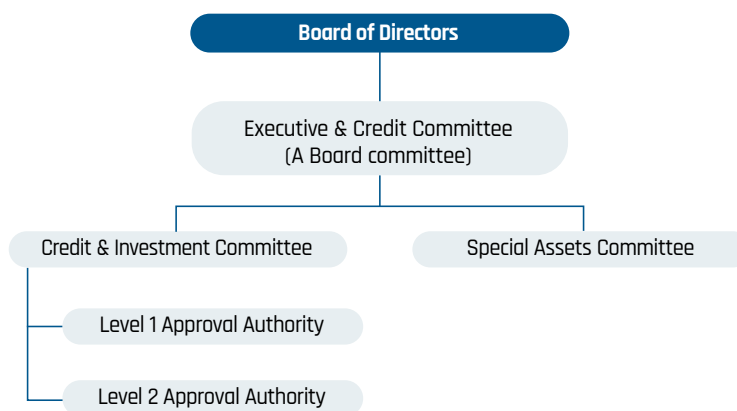 Board of Directors
Executive & Credit Committee
(A Board committee)
Credit & Investment Committee
Special Assets Committee
Level 1 Approval Authority
Level 2 Approval Authority